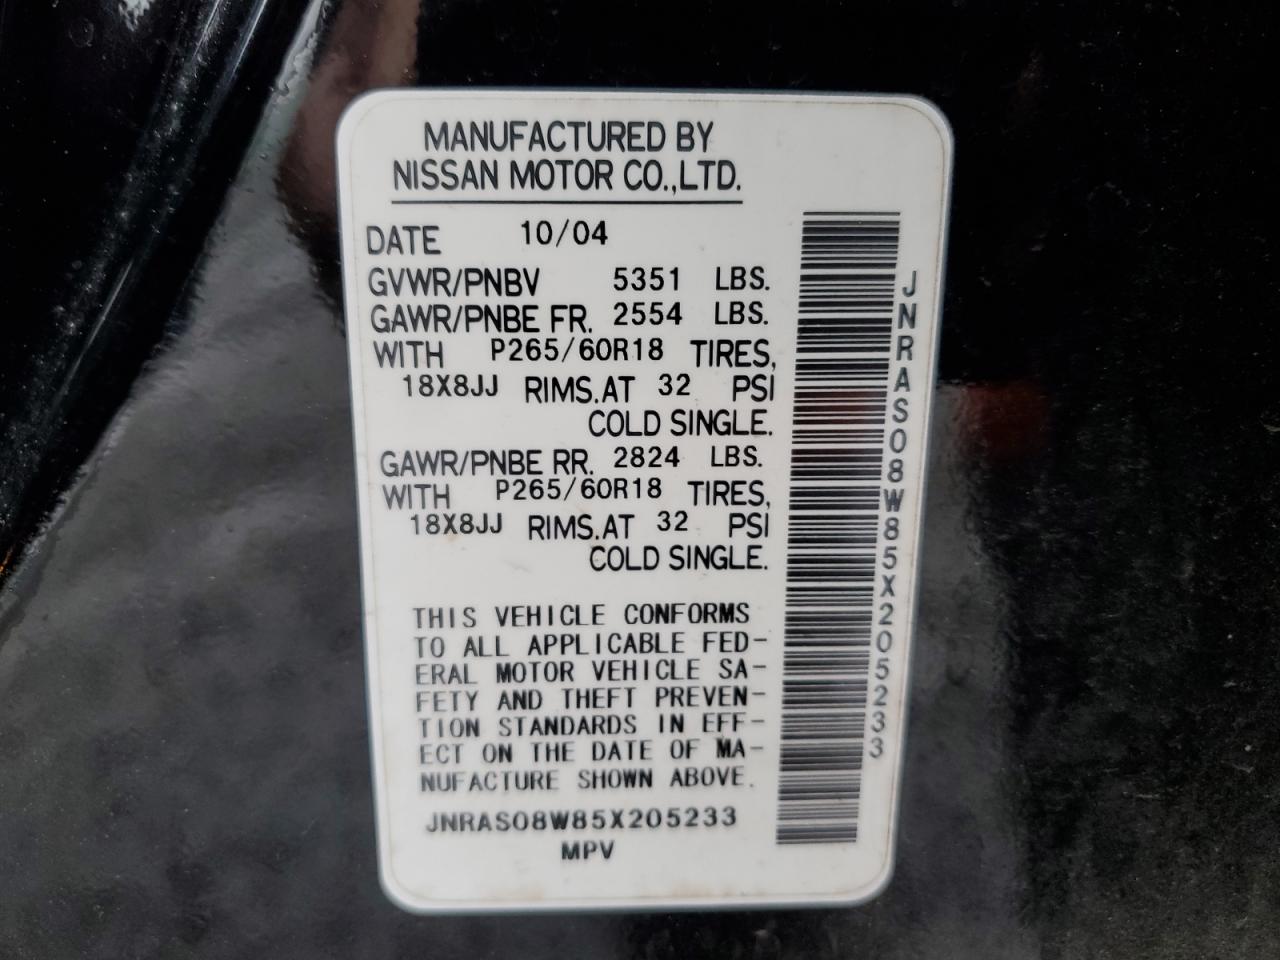 MANUFACTURED BY
NISSAN MOTOR CO.,LTD.
DATE 10/04
GVWR/PNBV 5351 LBS.
GAWR/PNBE FR. 2554 LBS.
WITH P265/60R18 TIRES,
18X8JJ RIMS.AT 32 PSI
COLD SINGLE.
GAWR/PNBE RR. 2824 LBS.
WITH P265/60R18 TIRES,
18X8JJ RIMS.AT 32 PSI
COLD SINGLE.
THIS VEHICLE CONFORMS
TO ALL APPLICABLE FED-
ERAL MOTOR VEHICLE SA-
FETY AND THEFT PREVEN-
TION STANDARDS IN EFF-
ECT ON THE DATE OF MA-
NUFACTURE SHOWN ABOVE.
JNRAS08W85X205233
MPV
JNRAS08W85X205233